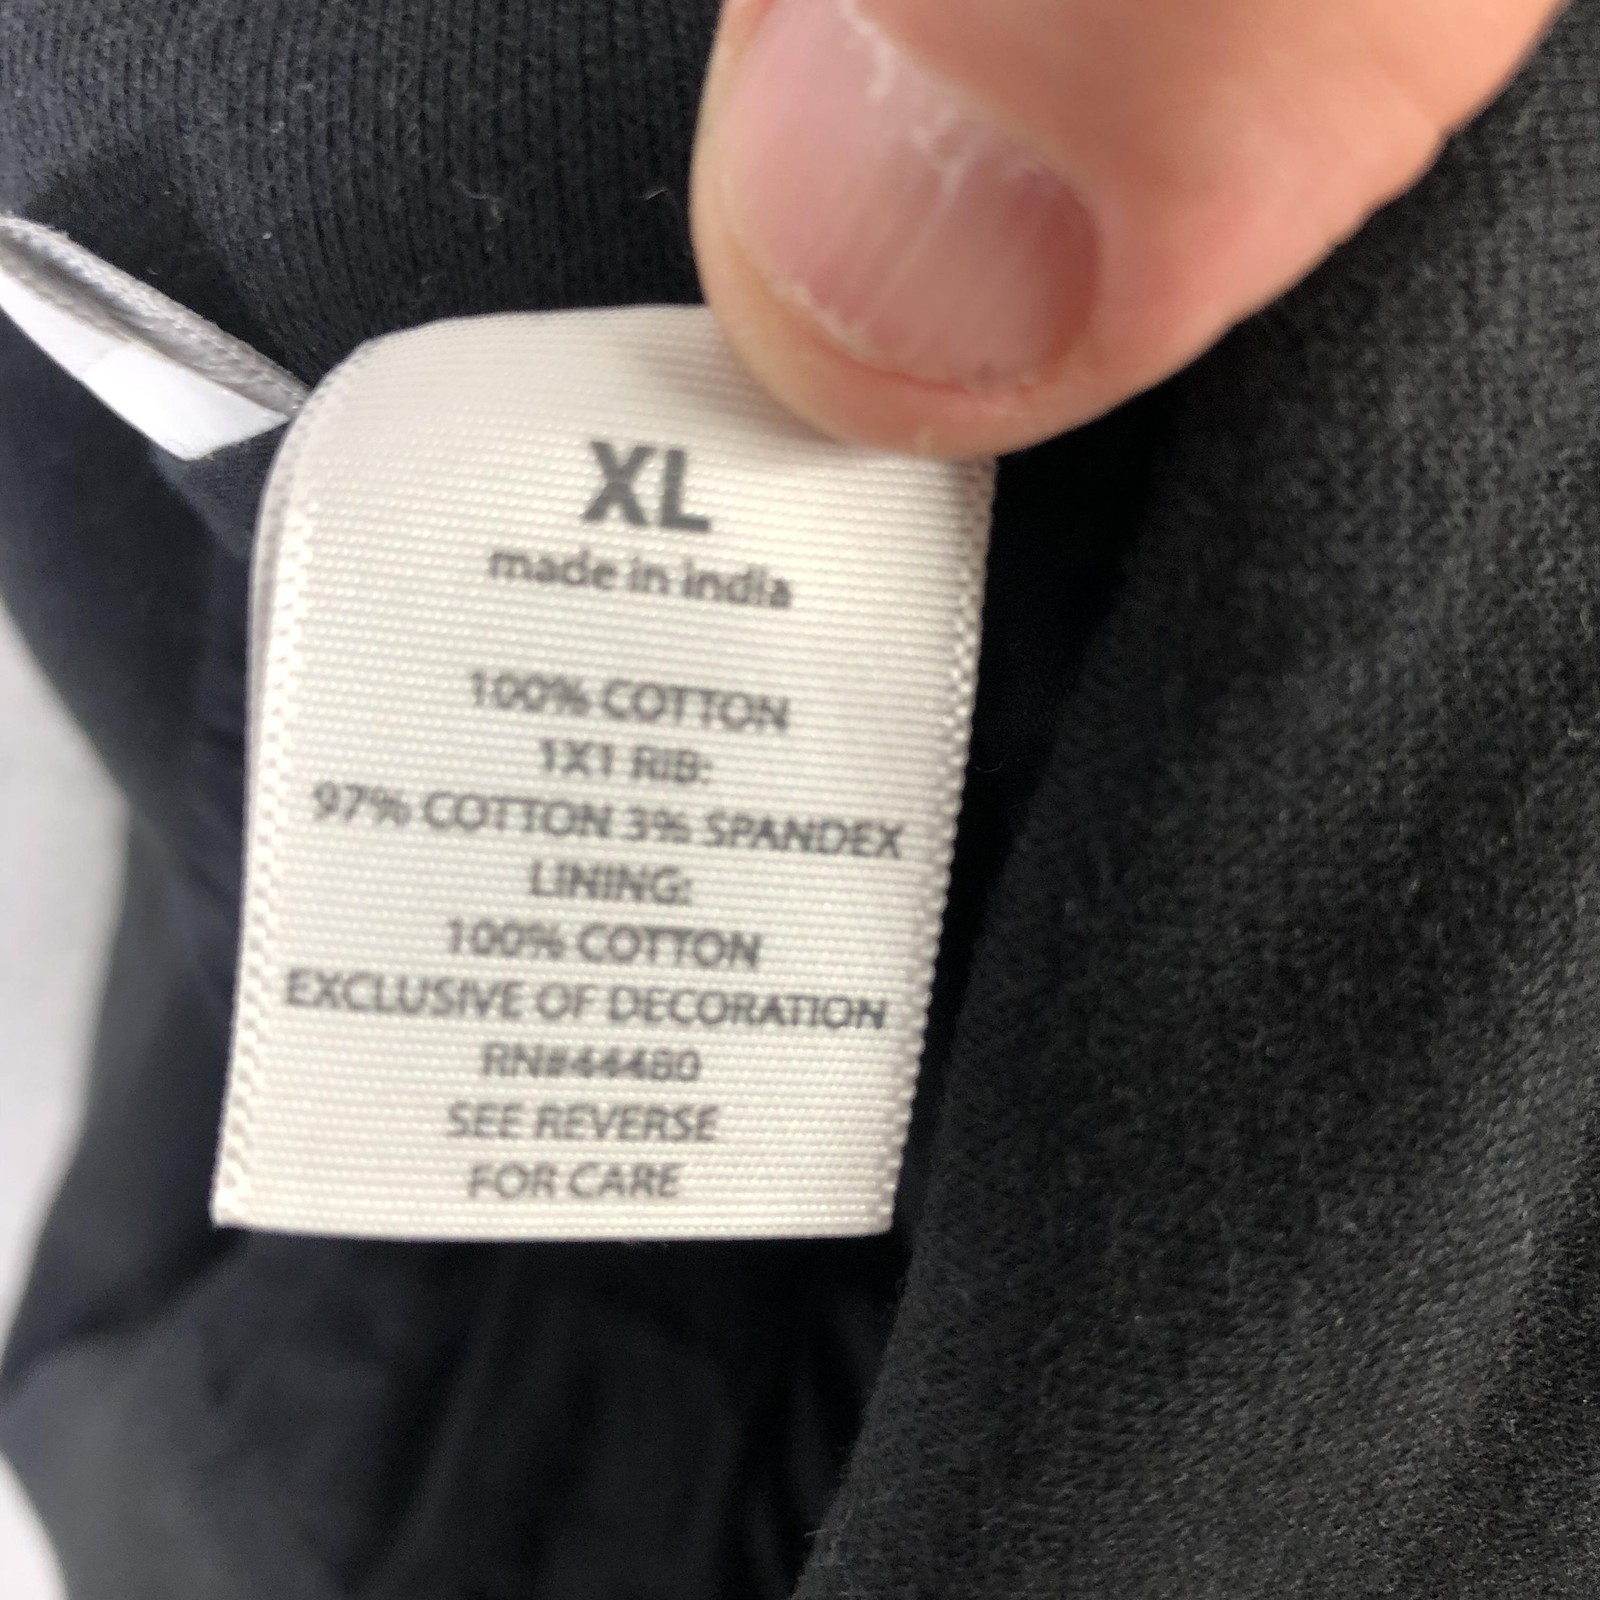 XL
made in india
100% COTTON
1X1 RIB:
97% COTTON 3% SPANDEX
LINING:
100% COTTON
EXCLUSIVE OF DECORATION
RN#44480
SEE REVERSE
FOR CARE